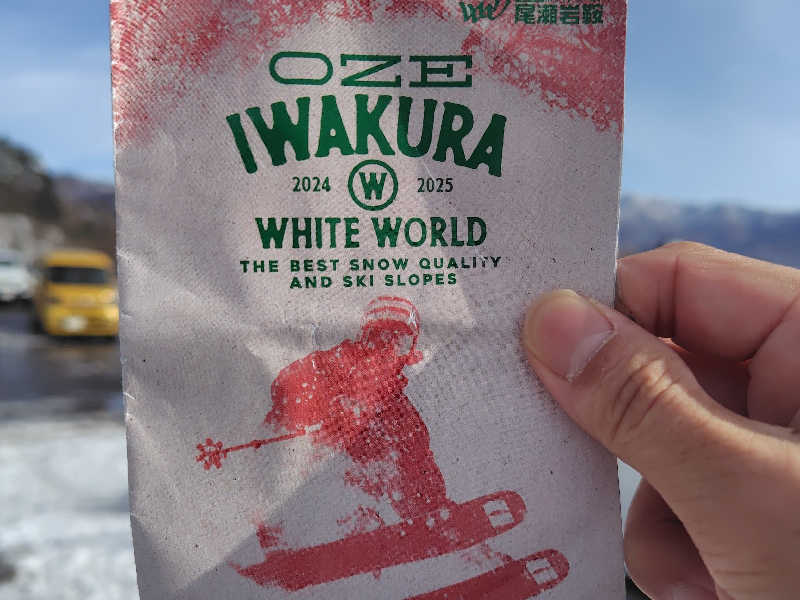 尾瀬岩鞍
OZE
IWAKURA
2024 W 2025
WHITE WORLD
THE BEST SNOW QUALITY
AND SKI SLOPES